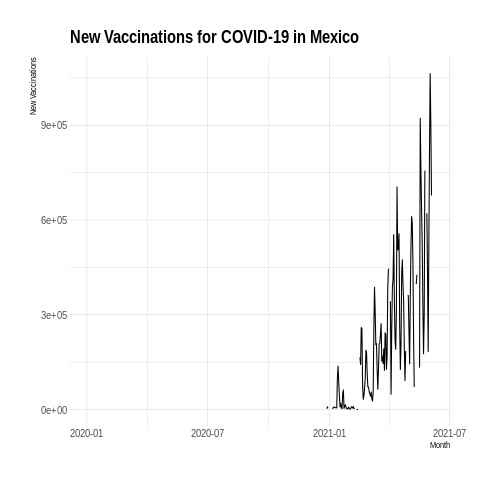 New Vaccinations for COVID-19 in Mexico
New Vaccinations
9e+05
6e+05
3e+05
0e+00
2020-01 2020-07 2021-01 2021-07
Month